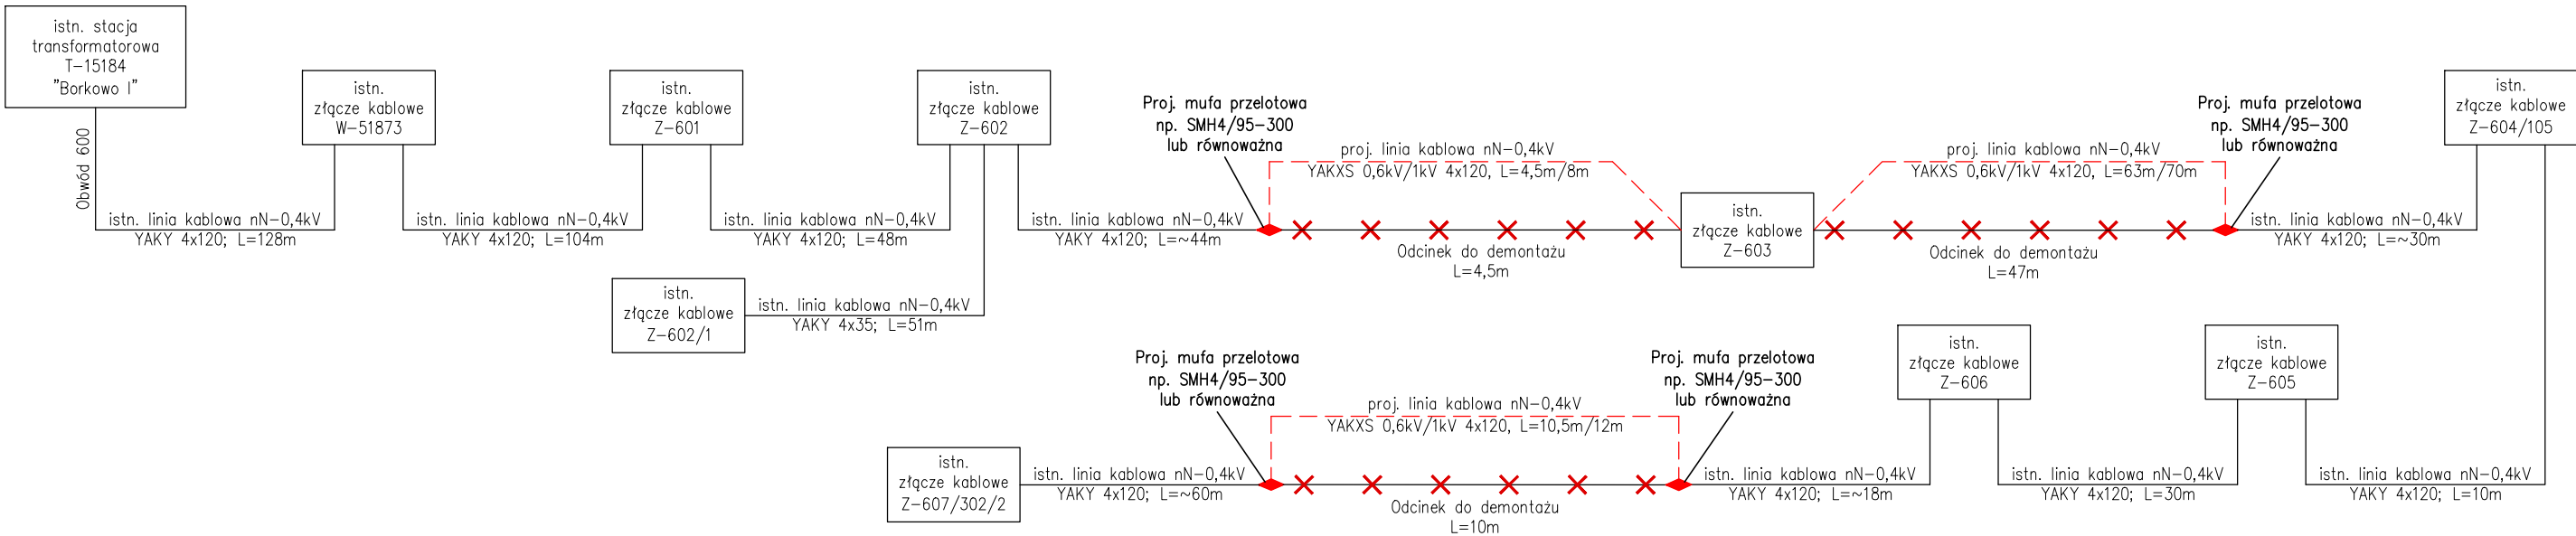 istn. stacja
transformatorowa
T-15184
"Borkowo I"
Obwód 600
istn. linia kablowa nN-0,4kV
YAKY 4x120; L=128m
istn.
złącze kablowe
W-51873
istn. linia kablowa nN-0,4kV
YAKY 4x120; L=104m
istn.
złącze kablowe
Z-601
istn. linia kablowa nN-0,4kV
YAKY 4x120; L=48m
istn.
złącze kablowe
Z-602
istn. linia kablowa nN-0,4kV
YAKY 4x120; L=~44m
istn.
złącze kablowe
Z-602/1
istn. linia kablowa nN-0,4kV
YAKY 4x35; L=51m
Proj. mufa przelotowa
np. SMH4/95-300
lub równoważna
proj. linia kablowa nN-0,4kV
YAKXS 0,6kV/1kV 4x120, L=4,5m/8m
Odcinek do demontażu
L=4,5m
istn.
złącze kablowe
Z-603
proj. linia kablowa nN-0,4kV
YAKXS 0,6kV/1kV 4x120, L=63m/70m
Odcinek do demontażu
L=47m
Proj. mufa przelotowa
np. SMH4/95-300
lub równoważna
istn. linia kablowa nN-0,4kV
YAKY 4x120; L=~30m
istn.
złącze kablowe
Z-604/105
istn.
złącze kablowe
Z-607/302/2
istn. linia kablowa nN-0,4kV
YAKY 4x120; L=~60m
Proj. mufa przelotowa
np. SMH4/95-300
lub równoważna
proj. linia kablowa nN-0,4kV
YAKXS 0,6kV/1kV 4x120, L=10,5m/12m
Odcinek do demontażu
L=10m
Proj. mufa przelotowa
np. SMH4/95-300
lub równoważna
istn. linia kablowa nN-0,4kV
YAKY 4x120; L=~18m
istn.
złącze kablowe
Z-606
istn. linia kablowa nN-0,4kV
YAKY 4x120; L=30m
istn.
złącze kablowe
Z-605
istn. linia kablowa nN-0,4kV
YAKY 4x120; L=10m